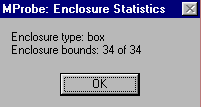 MProbe: Enclosure Statistics
Enclosure type: box
Enclosure bounds: 34 of 34
OK